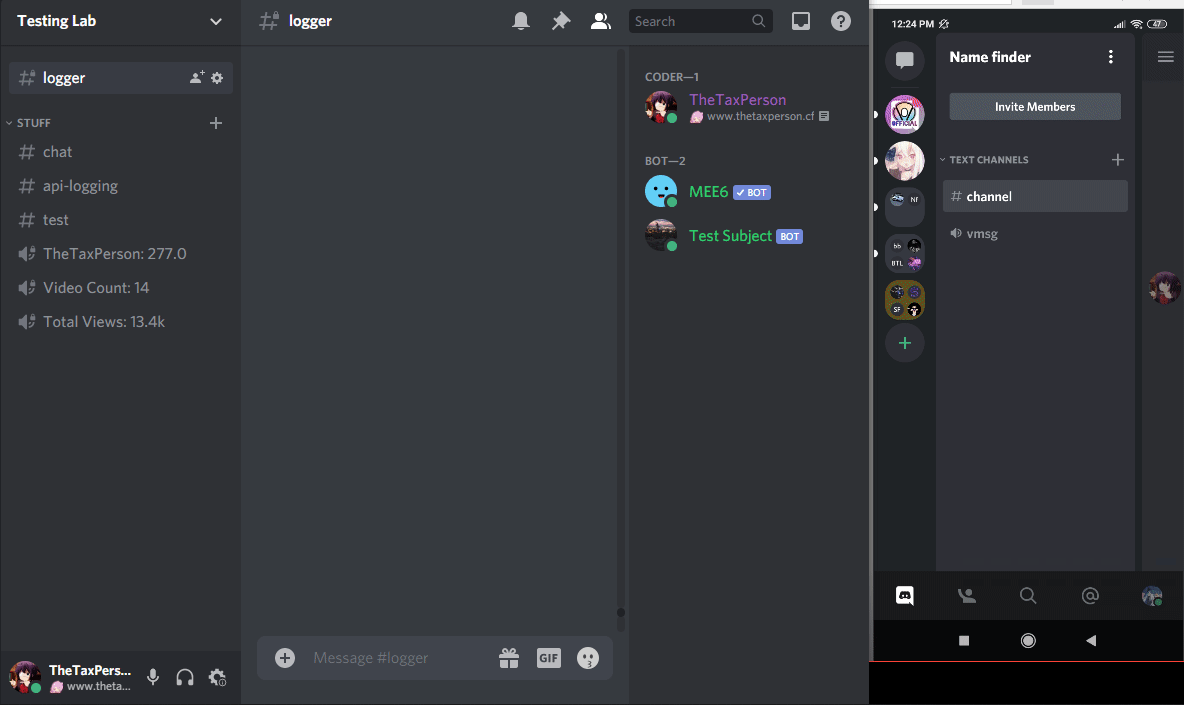 Testing Lab
logger
Search
logger
STUFF
chat
api-logging
test
TheTaxPerson: 277.0
Video Count: 14
Total Views: 13.4k
TheTaxPers...
www.theta...
Message #logger
GIF
CODER—1
TheTaxPerson
www.thetaxperson.cf
BOT—2
MEE6 BOT
Test Subject BOT
12:24 PM
47
Name finder
Invite Members
TEXT CHANNELS
channel
vmsg
OFFICIAL
Nf
bb
BTL
SF